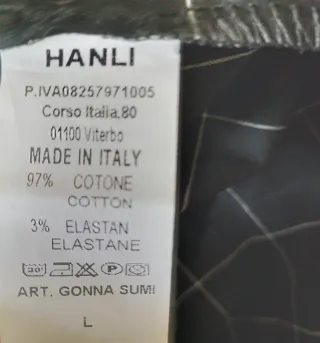 HANLI
P.IVA08257971005
Corso Italia,80
01100 Viterbo
MADE IN ITALY
97% COTONE
COTTON
3% ELASTAN
ELASTANE
30°
P
ART. GONNA SUMI
L